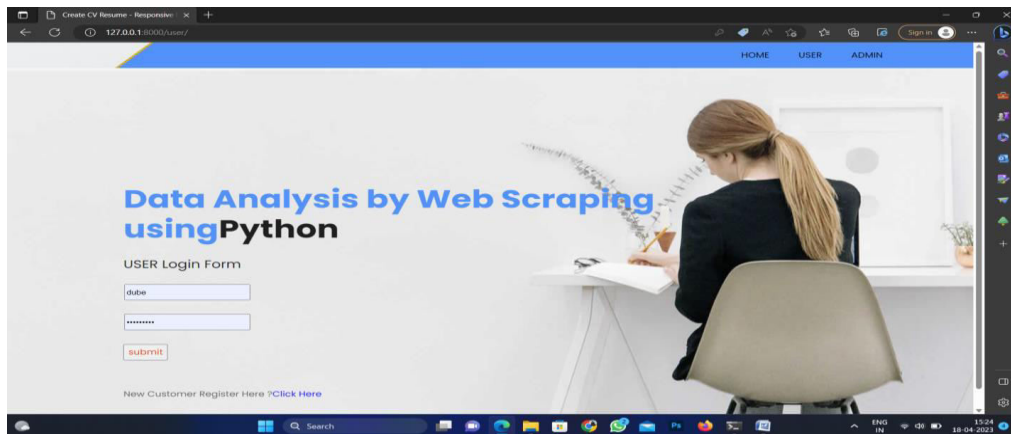 Create CV Resume - Responsive
127.0.0.1:8000/user/
Sign in
HOME USER ADMIN
Data Analysis by Web Scraping
usingPython
USER Login Form
dube
•••••••••
submit
New Customer Register Here ?Click Here
Search
ENG
IN
15:24
18-04-2023